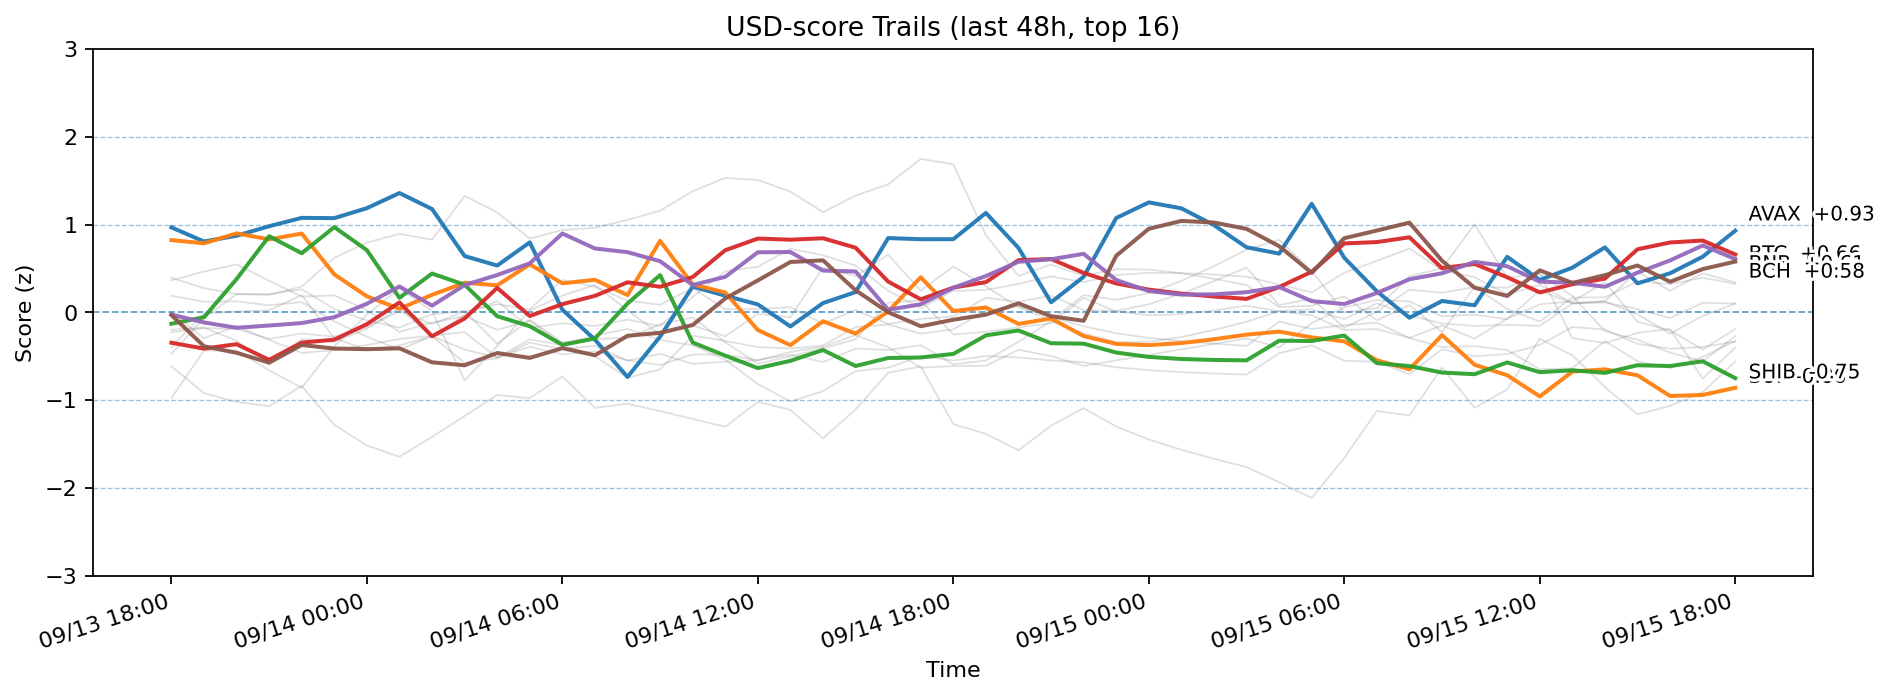 USD-score Trails (last 48h, top 16)
3
2
1
0
−1
−2
−3
Score (z)
AVAX +0.93
BTC +0.66
BCH +0.58
SHIB -0.75
09/13 18:00
09/14 00:00
09/14 06:00
09/14 12:00
09/14 18:00
09/15 00:00
09/15 06:00
09/15 12:00
09/15 18:00
Time